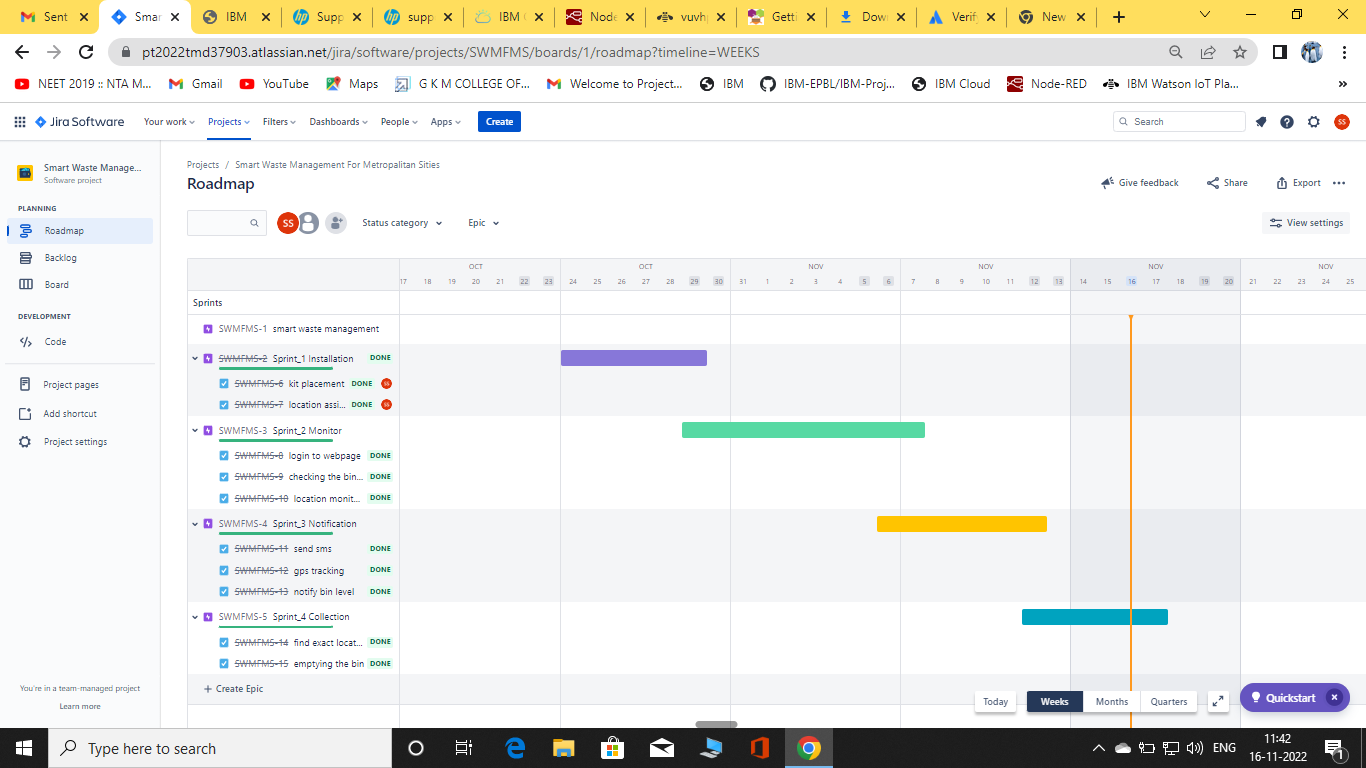 Sent
Smar
IBM
Supp
supp
IBM C
Node
vuvhp
Getti
Dow
Verify
New
pt2022tmd37903.atlassian.net/jira/software/projects/SWMFMS/boards/1/roadmap?timeline=WEEKS
NEET 2019 :: NTA M... Gmail YouTube Maps G K M COLLEGE OF... Welcome to Project... IBM IBM-EPBL/IBM-Proj... IBM Cloud Node-RED IBM Watson IoT Pla... »
Jira Software Your work Projects Filters Dashboards People Apps Create Search SS
Smart Waste Manage...
Software project
PLANNING
Roadmap
Backlog
Board
DEVELOPMENT
Code
Project pages
Add shortcut
Project settings
You're in a team-managed project
Learn more
Projects / Smart Waste Management For Metropolitan Sities
Roadmap
Give feedback Share Export
SS Status category Epic View settings
OCT OCT NOV NOV NOV NOV
17 18 19 20 21 22 23 24 25 26 27 28 29 30 31 1 2 3 4 5 6 7 8 9 10 11 12 13 14 15 16 17 18 19 20 21 22 23 24 25
Sprints
SWMFMS-1 smart waste management
SWMFMS-2 Sprint_1 Installation DONE
SWMFMS-6 kit placement DONE SS
SWMFMS-7 location assi... DONE SS
SWMFMS-3 Sprint_2 Monitor
SWMFMS-8 login to webpage DONE
SWMFMS-9 checking the bin... DONE
SWMFMS-10 location monit... DONE
SWMFMS-4 Sprint_3 Notification
SWMFMS-11 send sms DONE
SWMFMS-12 gps tracking DONE
SWMFMS-13 notify bin level DONE
SWMFMS-5 Sprint_4 Collection
SWMFMS-14 find exact locat... DONE
SWMFMS-15 emptying the bin DONE
+ Create Epic
Today Weeks Months Quarters Quickstart
Type here to search
ENG
11:42
16-11-2022
1